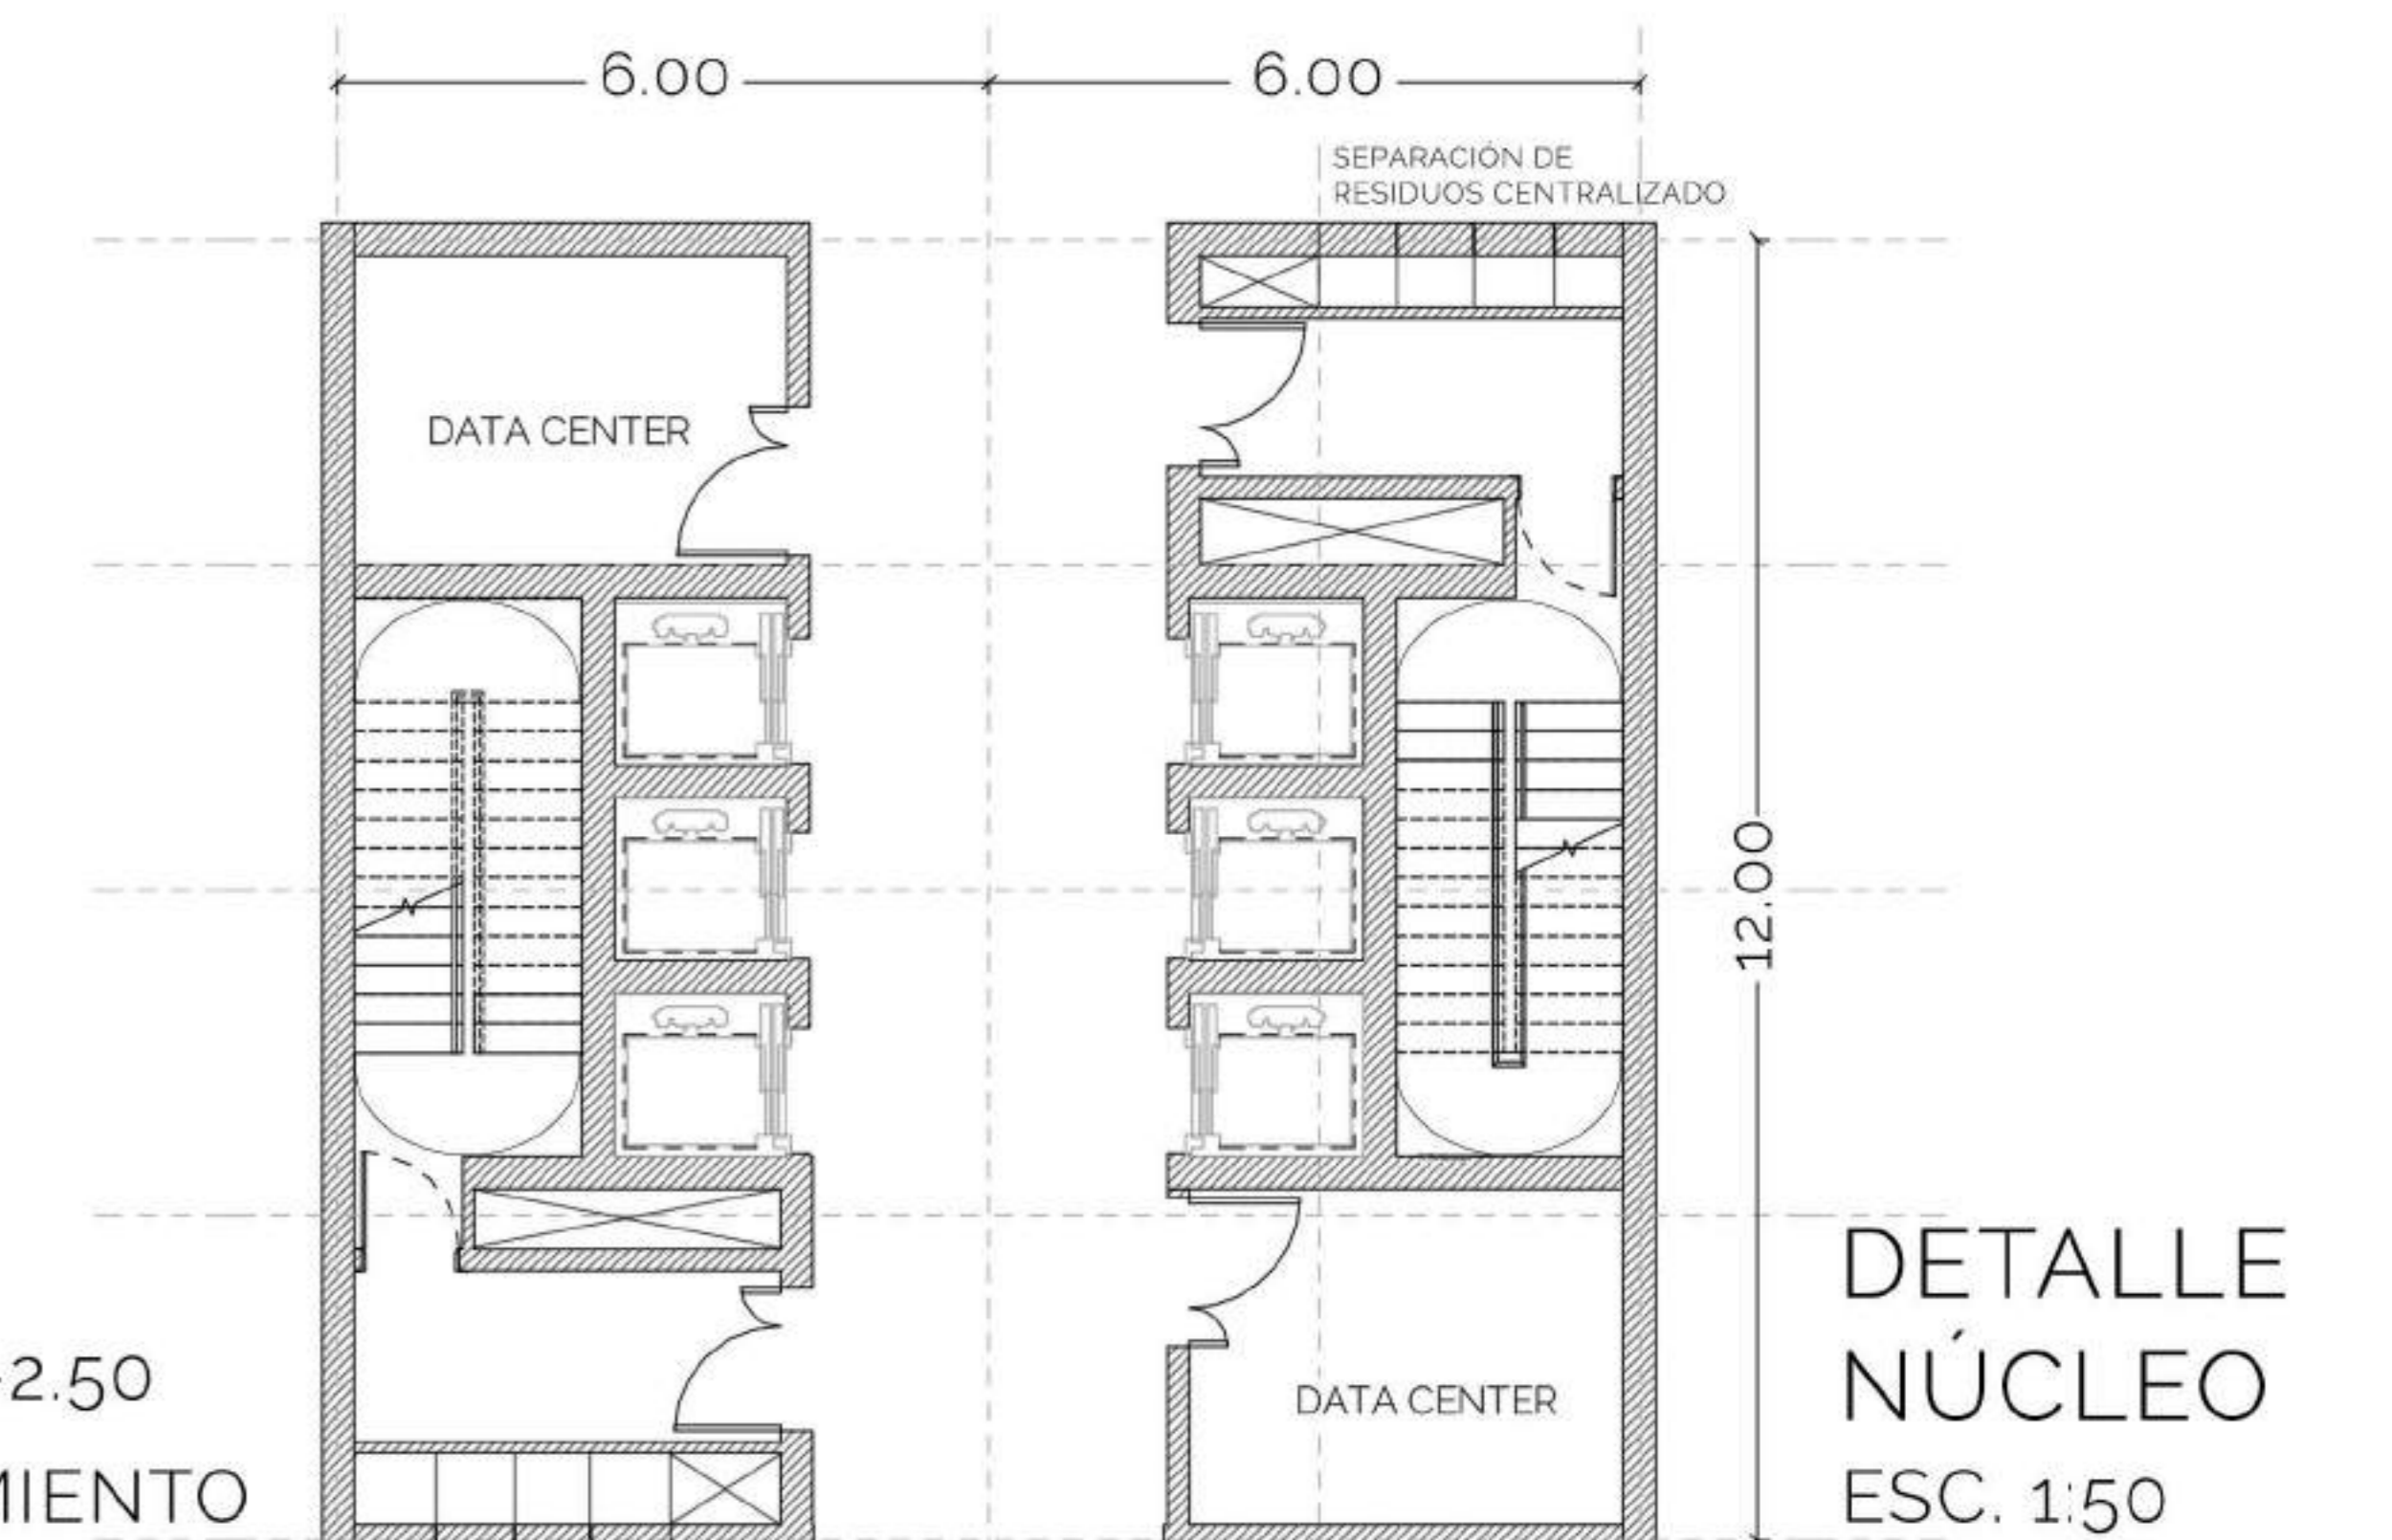 6.00
6.00
SEPARACIÓN DE
RESIDUOS CENTRALIZADO
DATA CENTER
12.00
DATA CENTER
DETALLE
NÚCLEO
ESC. 1:50
2.50
MIENTO